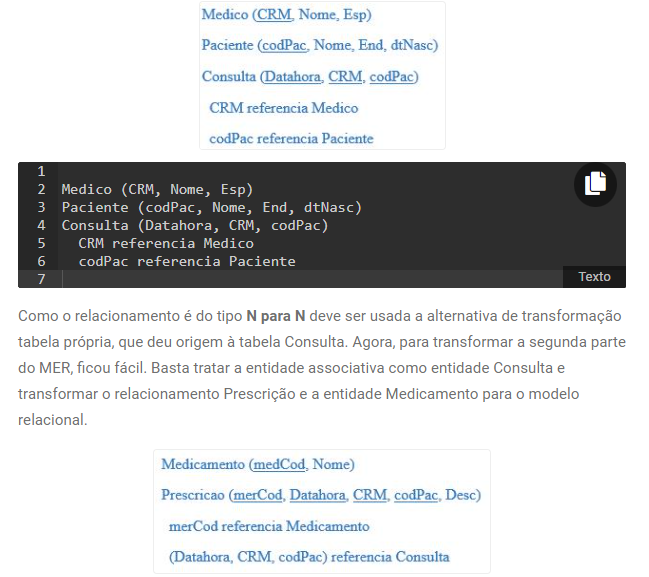 Medico (CRM, Nome, Esp)
Paciente (codPac, Nome, End, dtNasc)
Consulta (Datahora, CRM, codPac)
CRM referencia Medico
codPac referencia Paciente
1
2 Medico (CRM, Nome, Esp)
3 Paciente (codPac, Nome, End, dtNasc)
4 Consulta (Datahora, CRM, codPac)
5 CRM referencia Medico
6 codPac referencia Paciente
7
Texto
Como o relacionamento é do tipo N para N deve ser usada a alternativa de transformação
tabela própria, que deu origem à tabela Consulta. Agora, para transformar a segunda parte
do MER, ficou fácil. Basta tratar a entidade associativa como entidade Consulta e
transformar o relacionamento Prescrição e a entidade Medicamento para o modelo
relacional.
Medicamento (medCod, Nome)
Prescricao (merCod, Datahora, CRM, codPac, Desc)
merCod referencia Medicamento
(Datahora, CRM, codPac) referencia Consulta